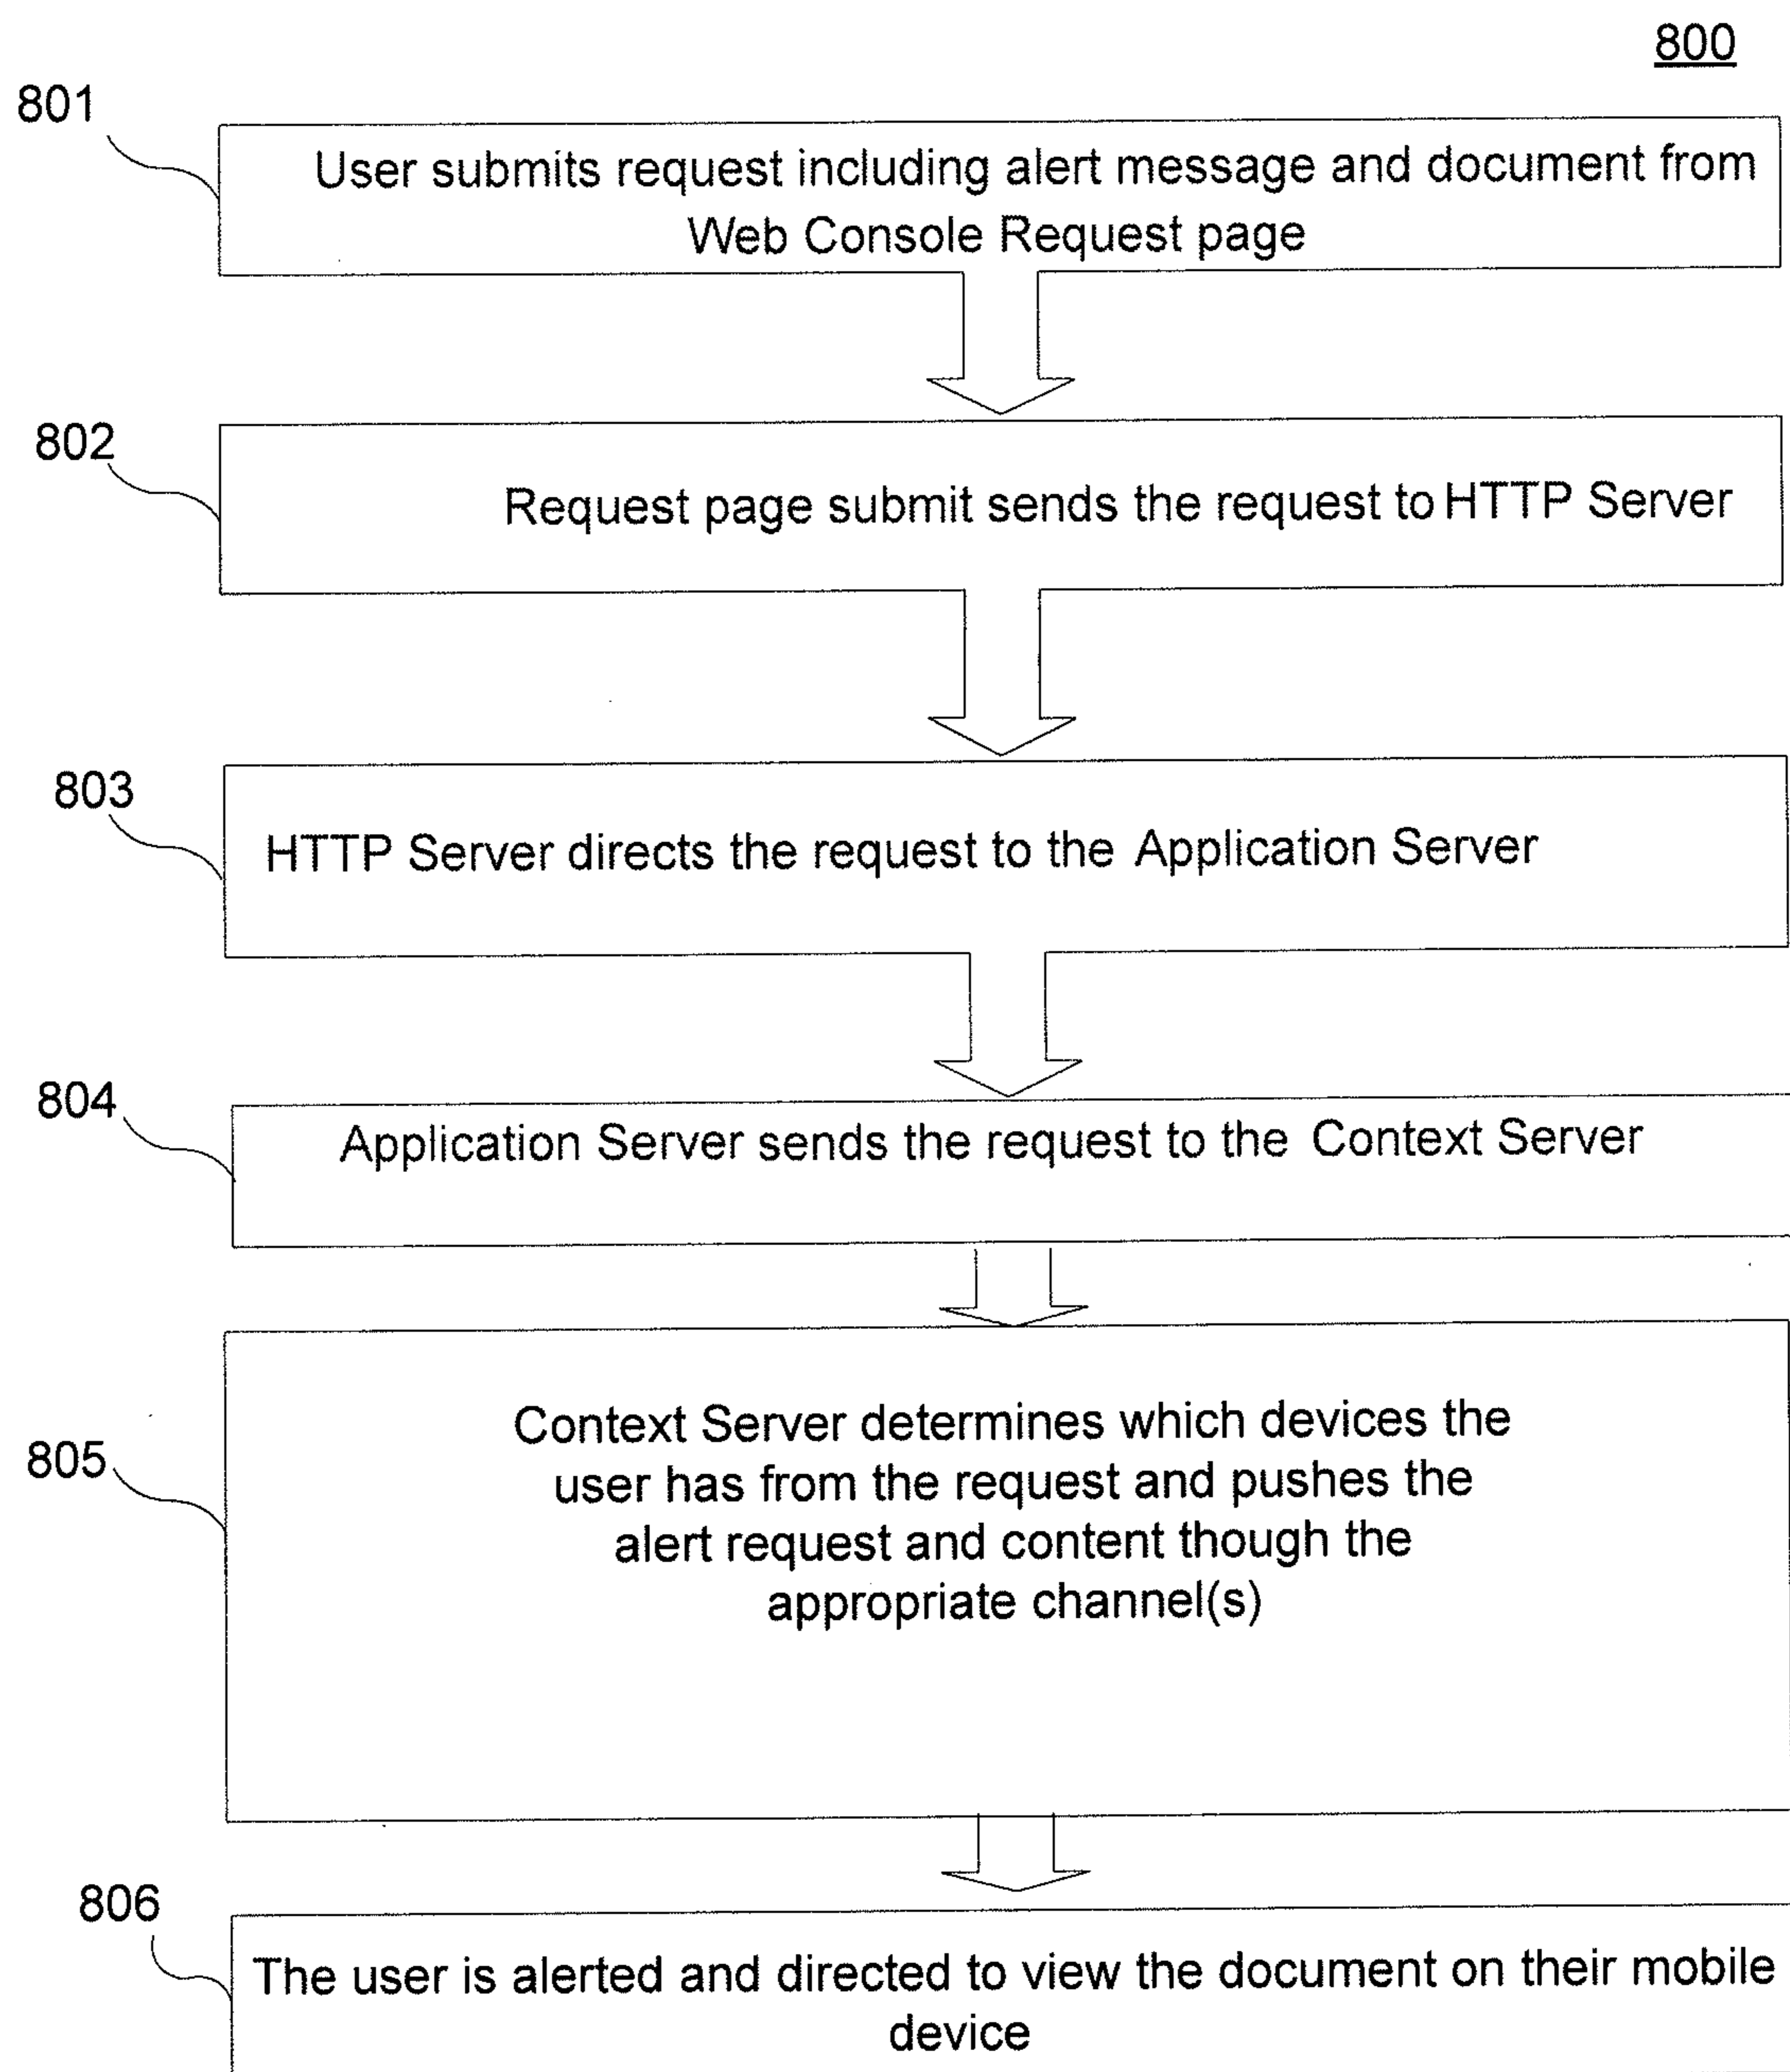 800
801
User submits request including alert message and document from
Web Console Request page
802
Request page submit sends the request to HTTP Server
803
HTTP Server directs the request to the Application Server
804
Application Server sends the request to the Context Server
805
Context Server determines which devices the
user has from the request and pushes the
alert request and content though the
appropriate channel(s)
806
The user is alerted and directed to view the document on their mobile
device